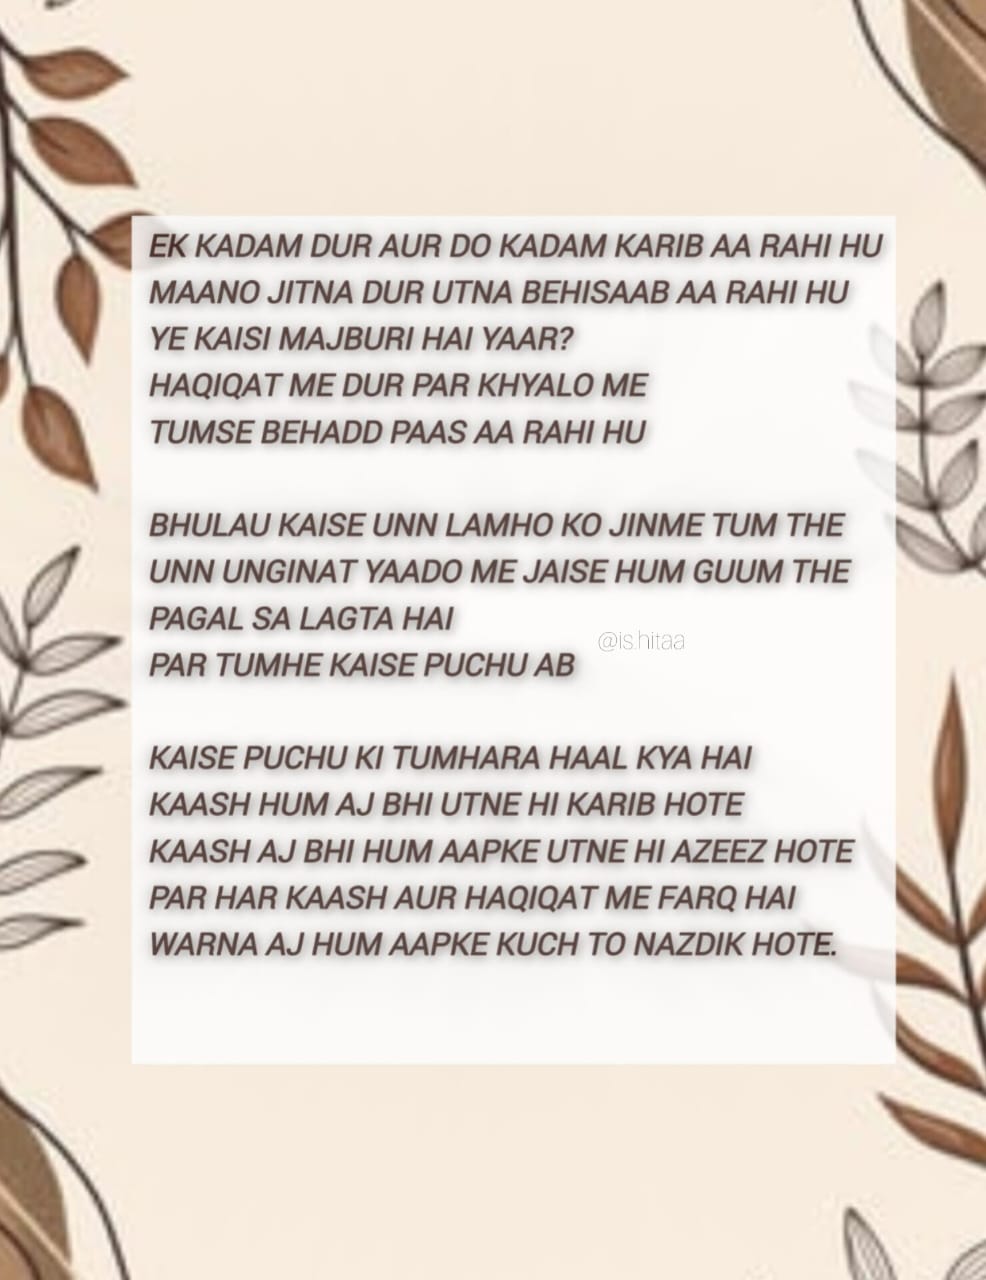 EK KADAM DUR AUR DO KADAM KARIB AA RAHI HU
MAANO JITNA DUR UTNA BEHISAAB AA RAHI HU
YE KAISI MAJBURI HAI YAAR?
HAQIQAT ME DUR PAR KHYALO ME
TUMSE BEHADD PAAS AA RAHI HU
BHULAU KAISE UNN LAMHO KO JINME TUM THE
UNN UNGINAT YAADO ME JAISE HUM GUUM THE
PAGAL SA LAGTA HAI
@is.hitaa
PAR TUMHE KAISE PUCHU AB
KAISE PUCHU KI TUMHARA HAAL KYA HAI
KAASH HUM AJ BHI UTNE HI KARIB HOTE
KAASH AJ BHI HUM AAPKE UTNE HI AZEEZ HOTE
PAR HAR KAASH AUR HAQIQAT ME FARQ HAI
WARNA AJ HUM AAPKE KUCH TO NAZDIK HOTE.